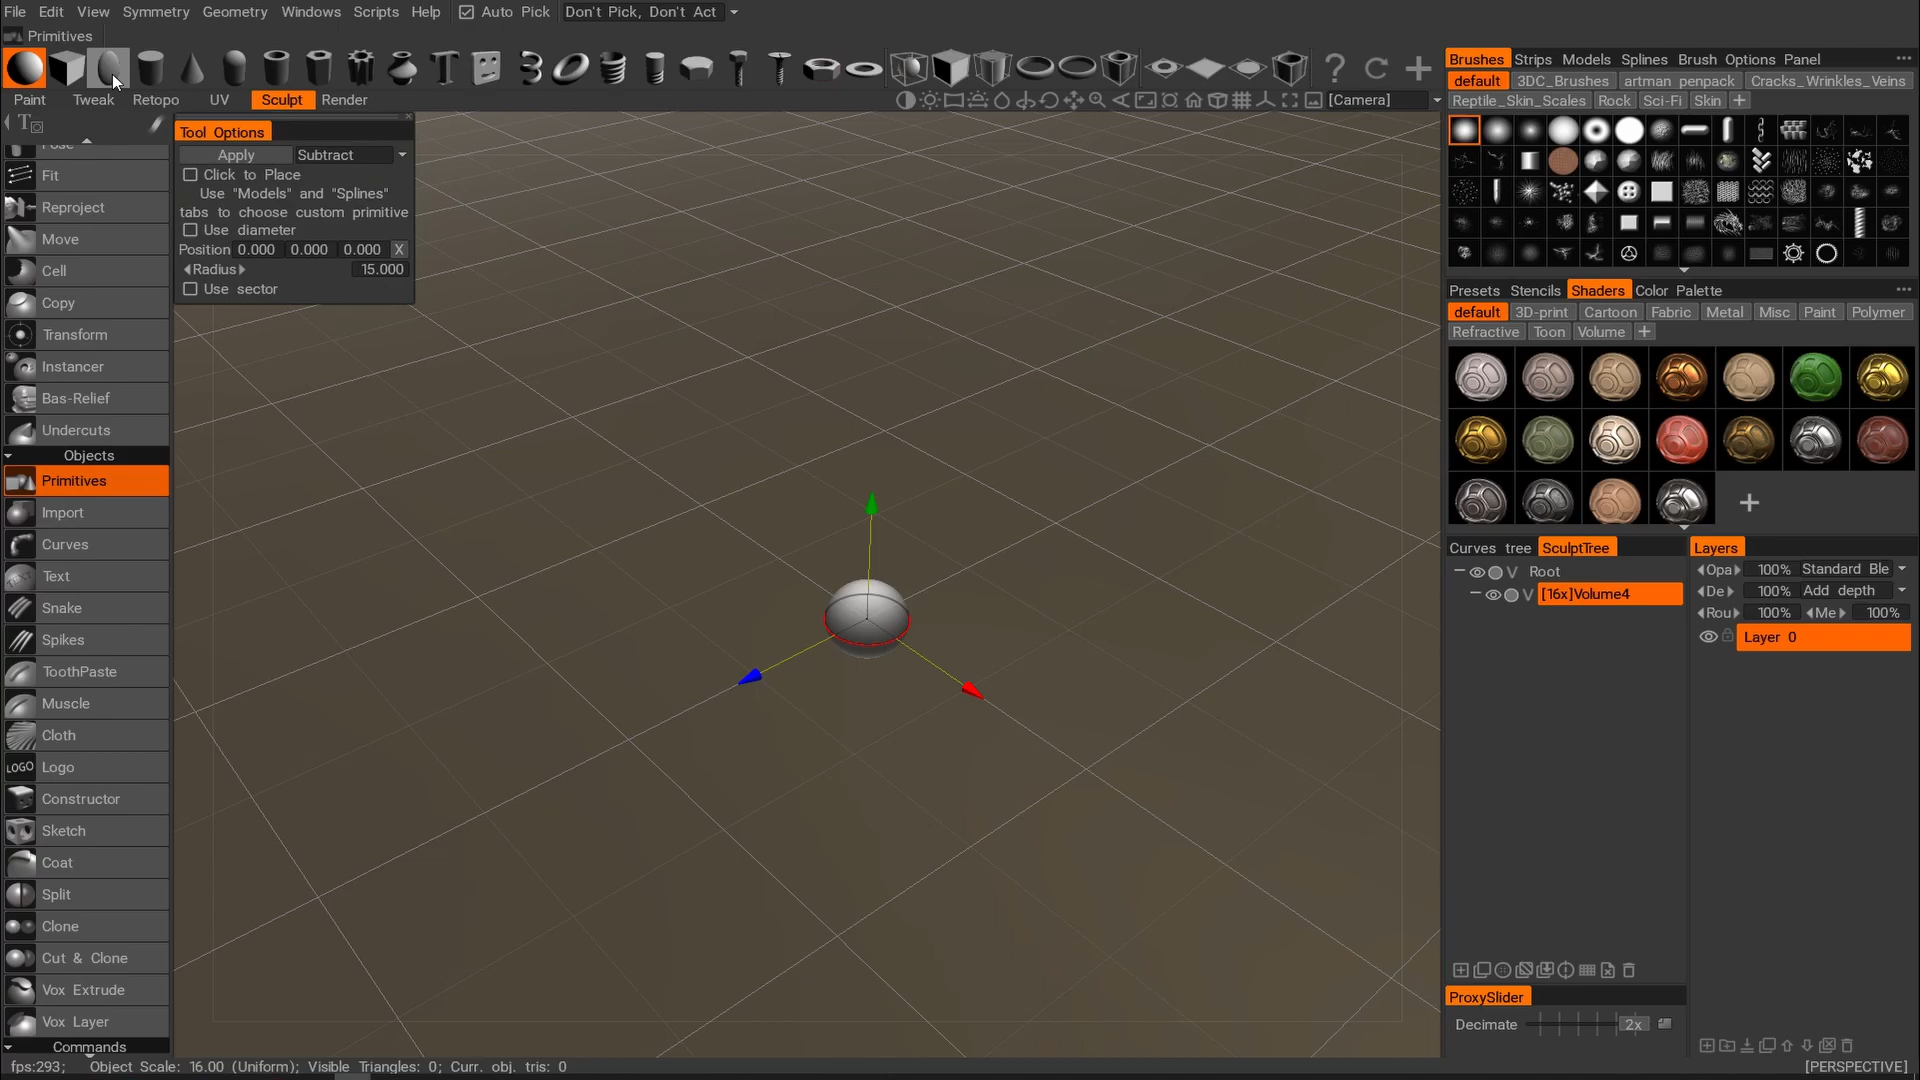 File Edit View Symmetry Geometry Windows Scripts Help Auto Pick Don't Pick, Don't Act
Primitives
Paint Tweak Retopo UV Sculpt Render [Camera]
Tool Options
Apply Subtract
Click to Place
Use "Models" and "Splines"
tabs to choose custom primitive
Use diameter
Position 0.000 0.000 0.000 X
Radius 15.000
Use sector
Fit
Reproject
Move
Cell
Copy
Transform
Instancer
Bas-Relief
Undercuts
Objects
Primitives
Import
Curves
Text
Snake
Spikes
ToothPaste
Muscle
Cloth
LOGO Logo
Constructor
Sketch
Coat
Split
Clone
Cut & Clone
Vox Extrude
Vox Layer
Commands
Brushes Strips Models Splines Brush Options Panel
default 3DC_Brushes artman penpack Cracks_Wrinkles_Veins
Reptile_Skin_Scales Rock Sci-Fi Skin +
Presets Stencils Shaders Color Palette
default 3D-print Cartoon Fabric Metal Misc Paint Polymer
Refractive Toon Volume +
Curves tree SculptTree
Root
V [16x]Volume4
Layers
Opa 100% Standard Ble
De 100% Add depth
Rou 100% Me 100%
Layer 0
ProxySlider
Decimate 2x
fps:293; Object Scale: 16.00 (Uniform); Visible Triangles: 0; Curr. obj. tris: 0
[PERSPECTIVE]